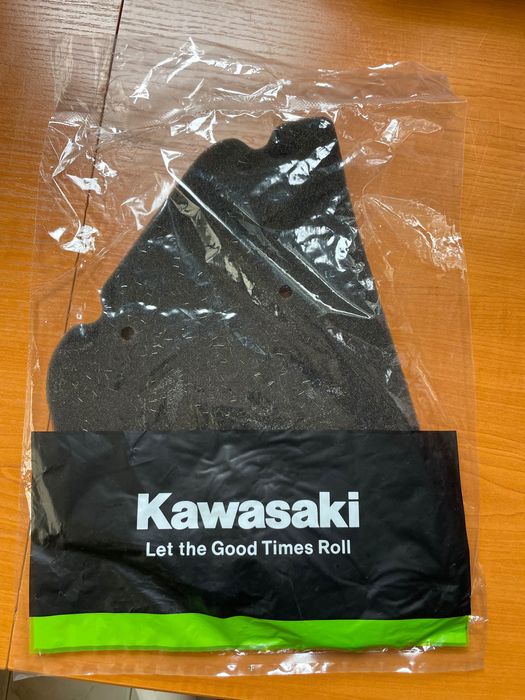 Kawasaki
Let the Good Times Roll